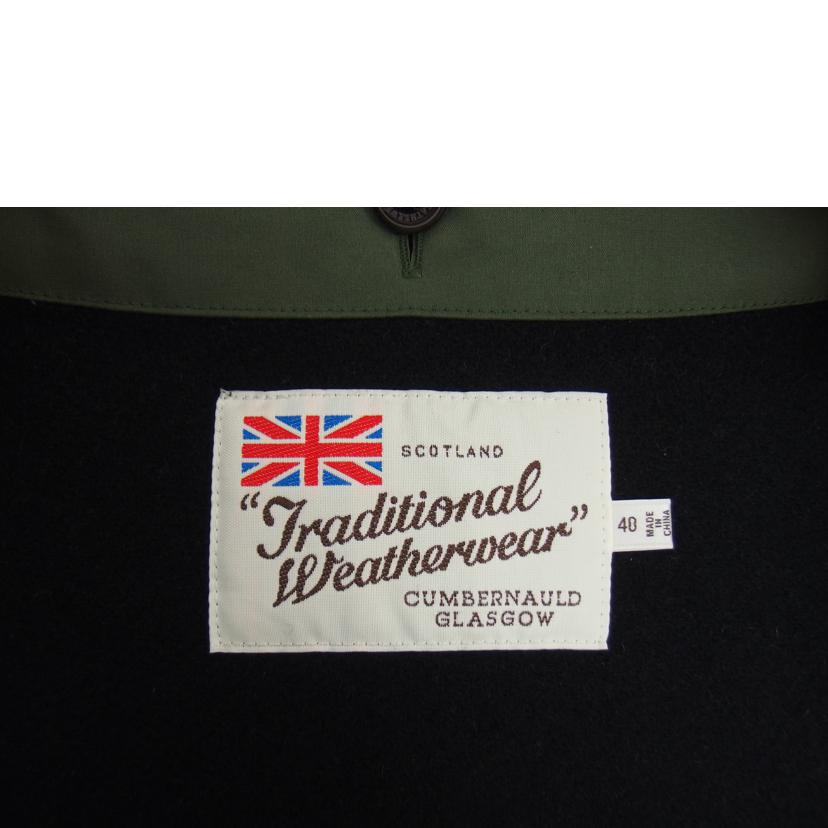 SCOTLAND
"Traditional
Weatherwear"
CUMBERNAULD
GLASGOW
40
MADE
IN
CHINA